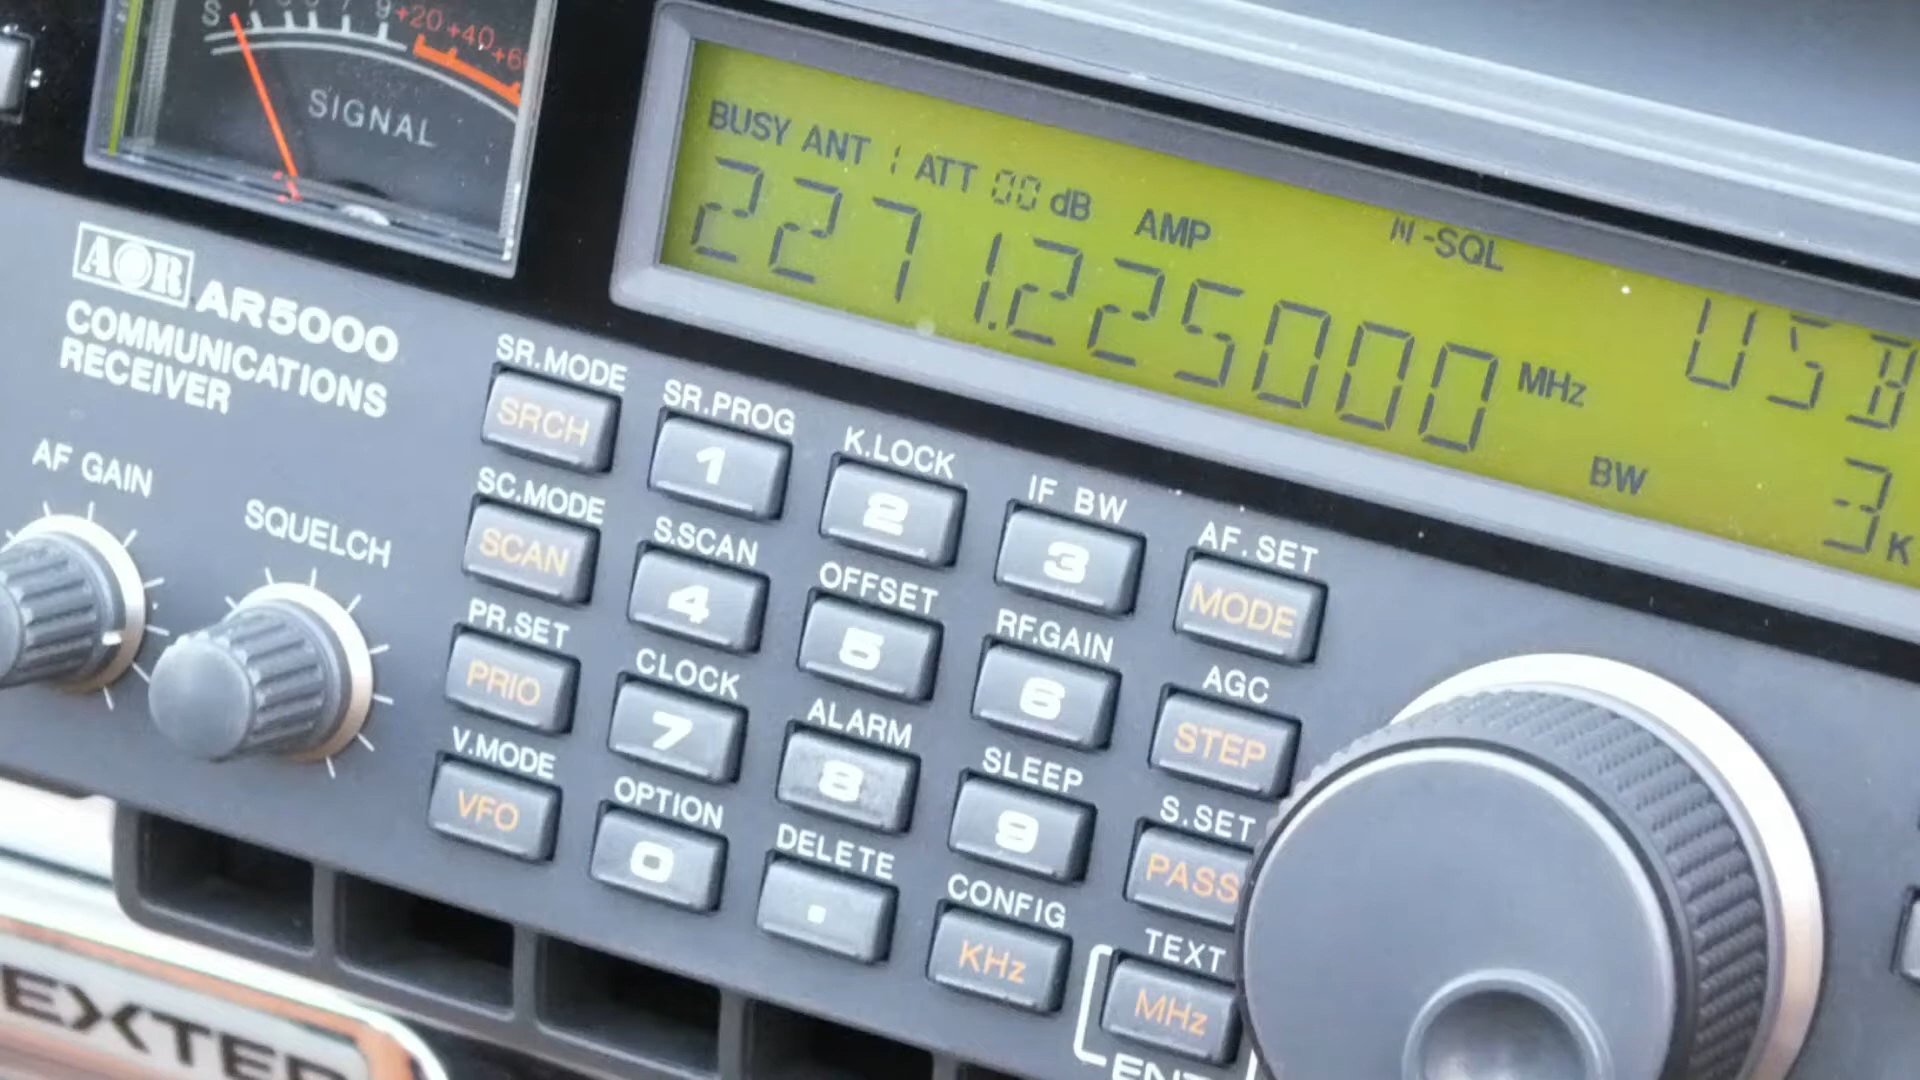 S 9 +20 +40 +60
SIGNAL
AOR AR5000
COMMUNICATIONS
RECEIVER
AF GAIN
SQUELCH
BUSY ANT 1 ATT 00 dB AMP N-SQL
2271.225000 MHz USB
BW 3 K
SR.MODE
SRCH
SR.PROG
1
K.LOCK
2
IF BW
3
AF.SET
MODE
SC.MODE
SCAN
S.SCAN
4
OFFSET
5
RF.GAIN
6
AGC
STEP
PR.SET
PRIO
CLOCK
7
ALARM
8
SLEEP
9
S.SET
PASS
V.MODE
VFO
OPTION
0
DELETE
.
CONFIG
KHz
TEXT
MHz